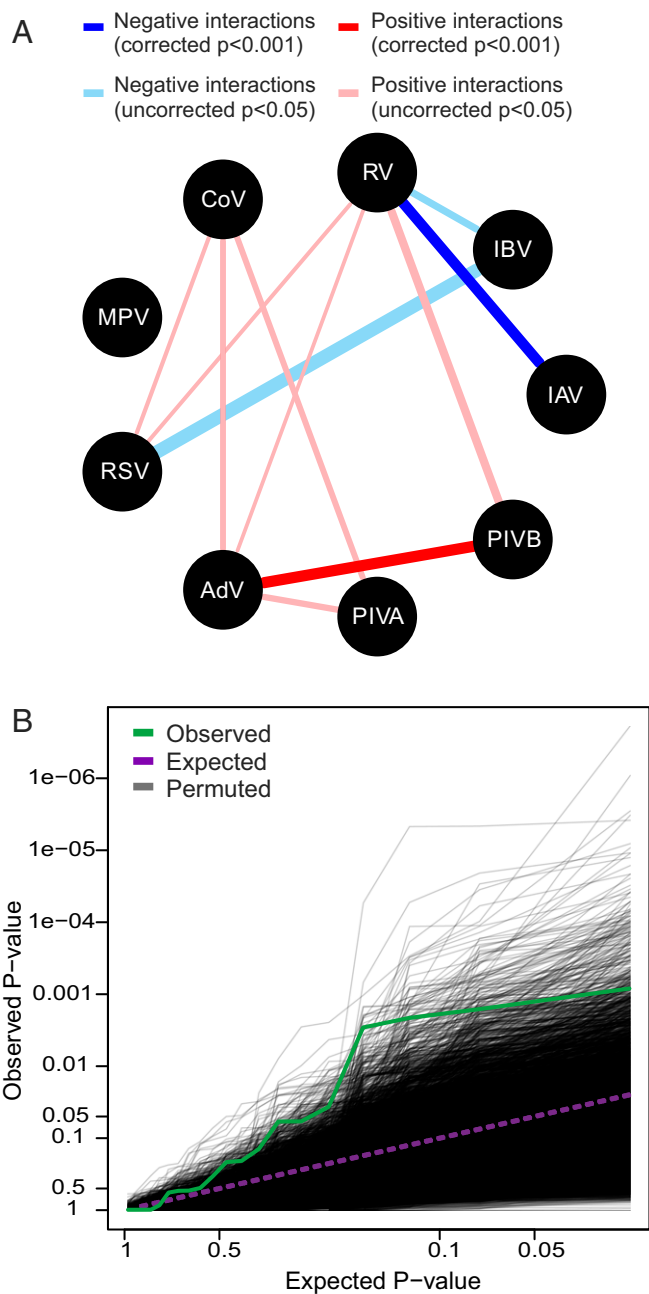 A
Negative interactions
(corrected p<0.001)
Positive interactions
(corrected p<0.001)
Negative interactions
(uncorrected p<0.05)
Positive interactions
(uncorrected p<0.05)
RV
CoV
IBV
MPV
IAV
RSV
PIVB
AdV
PIVA
B
Observed
Expected
Permuted
1e−06
1e−05
1e−04
0.001
0.01
0.05
0.1
0.5
1
Observed P−value
1
0.5
0.1
0.05
Expected P−value